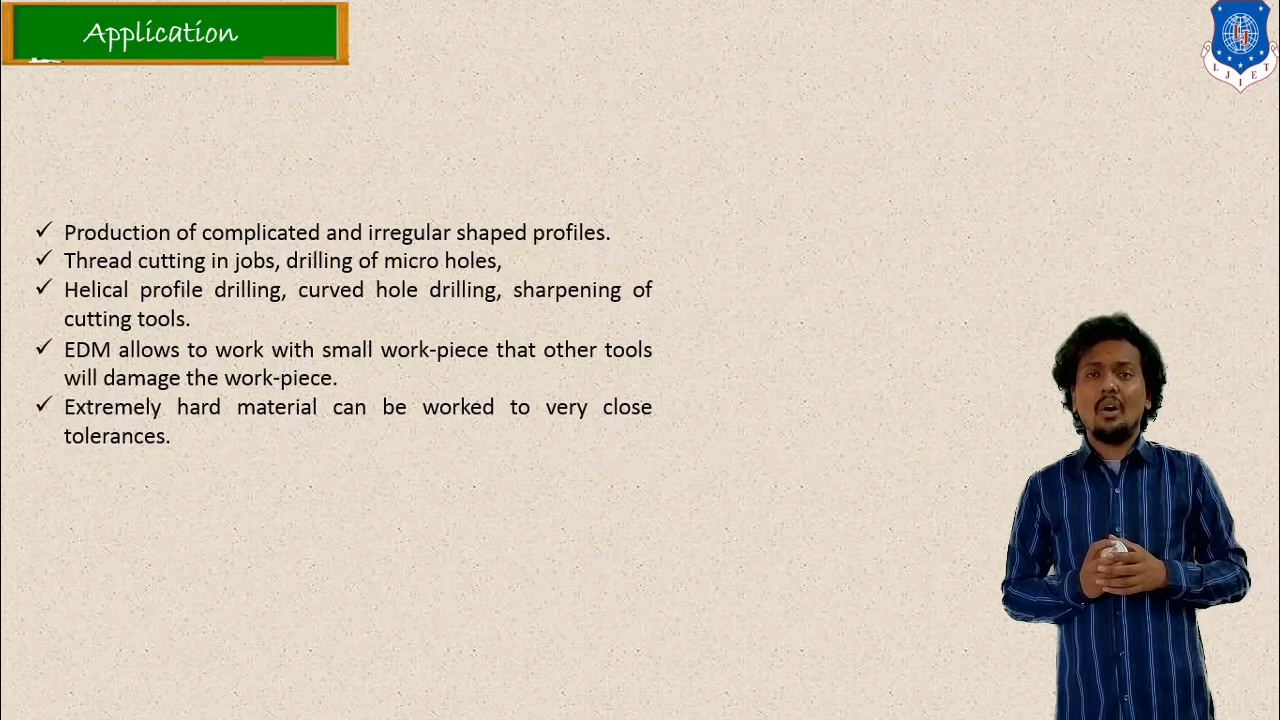 Application
✓ Production of complicated and irregular shaped profiles.
✓ Thread cutting in jobs, drilling of micro holes,
✓ Helical profile drilling, curved hole drilling, sharpening of
cutting tools.
✓ EDM allows to work with small work-piece that other tools
will damage the work-piece.
✓ Extremely hard material can be worked to very close
tolerances.
LJ
L J I E T